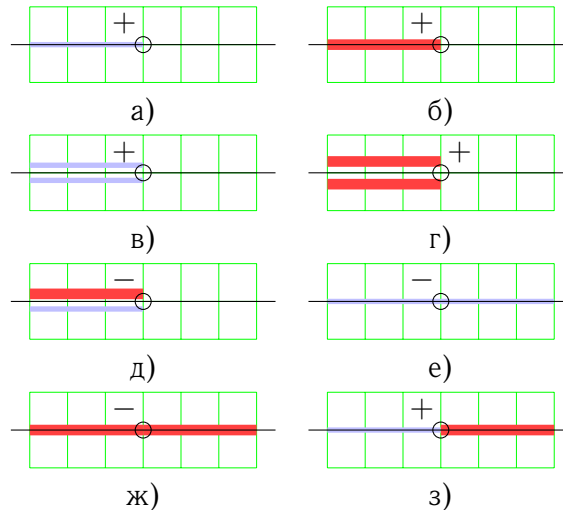 + +
а) б)
+ +
в) г)
− −
д) е)
− +
ж) з)